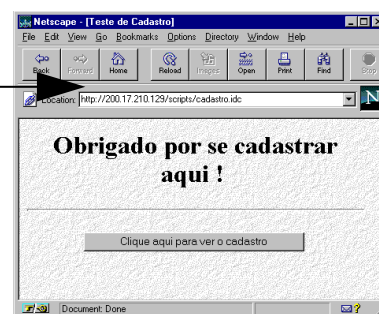 Netscape - [Teste de Cadastro]
File Edit View Go Bookmarks Options Directory Window Help
Back Forward Home Reload Images Open Print Find Stop
Location: http://200.17.210.129/scripts/cadastro.idc
N
Obrigado por se cadastrar
aqui !
Clique aqui para ver o cadastro
Document: Done